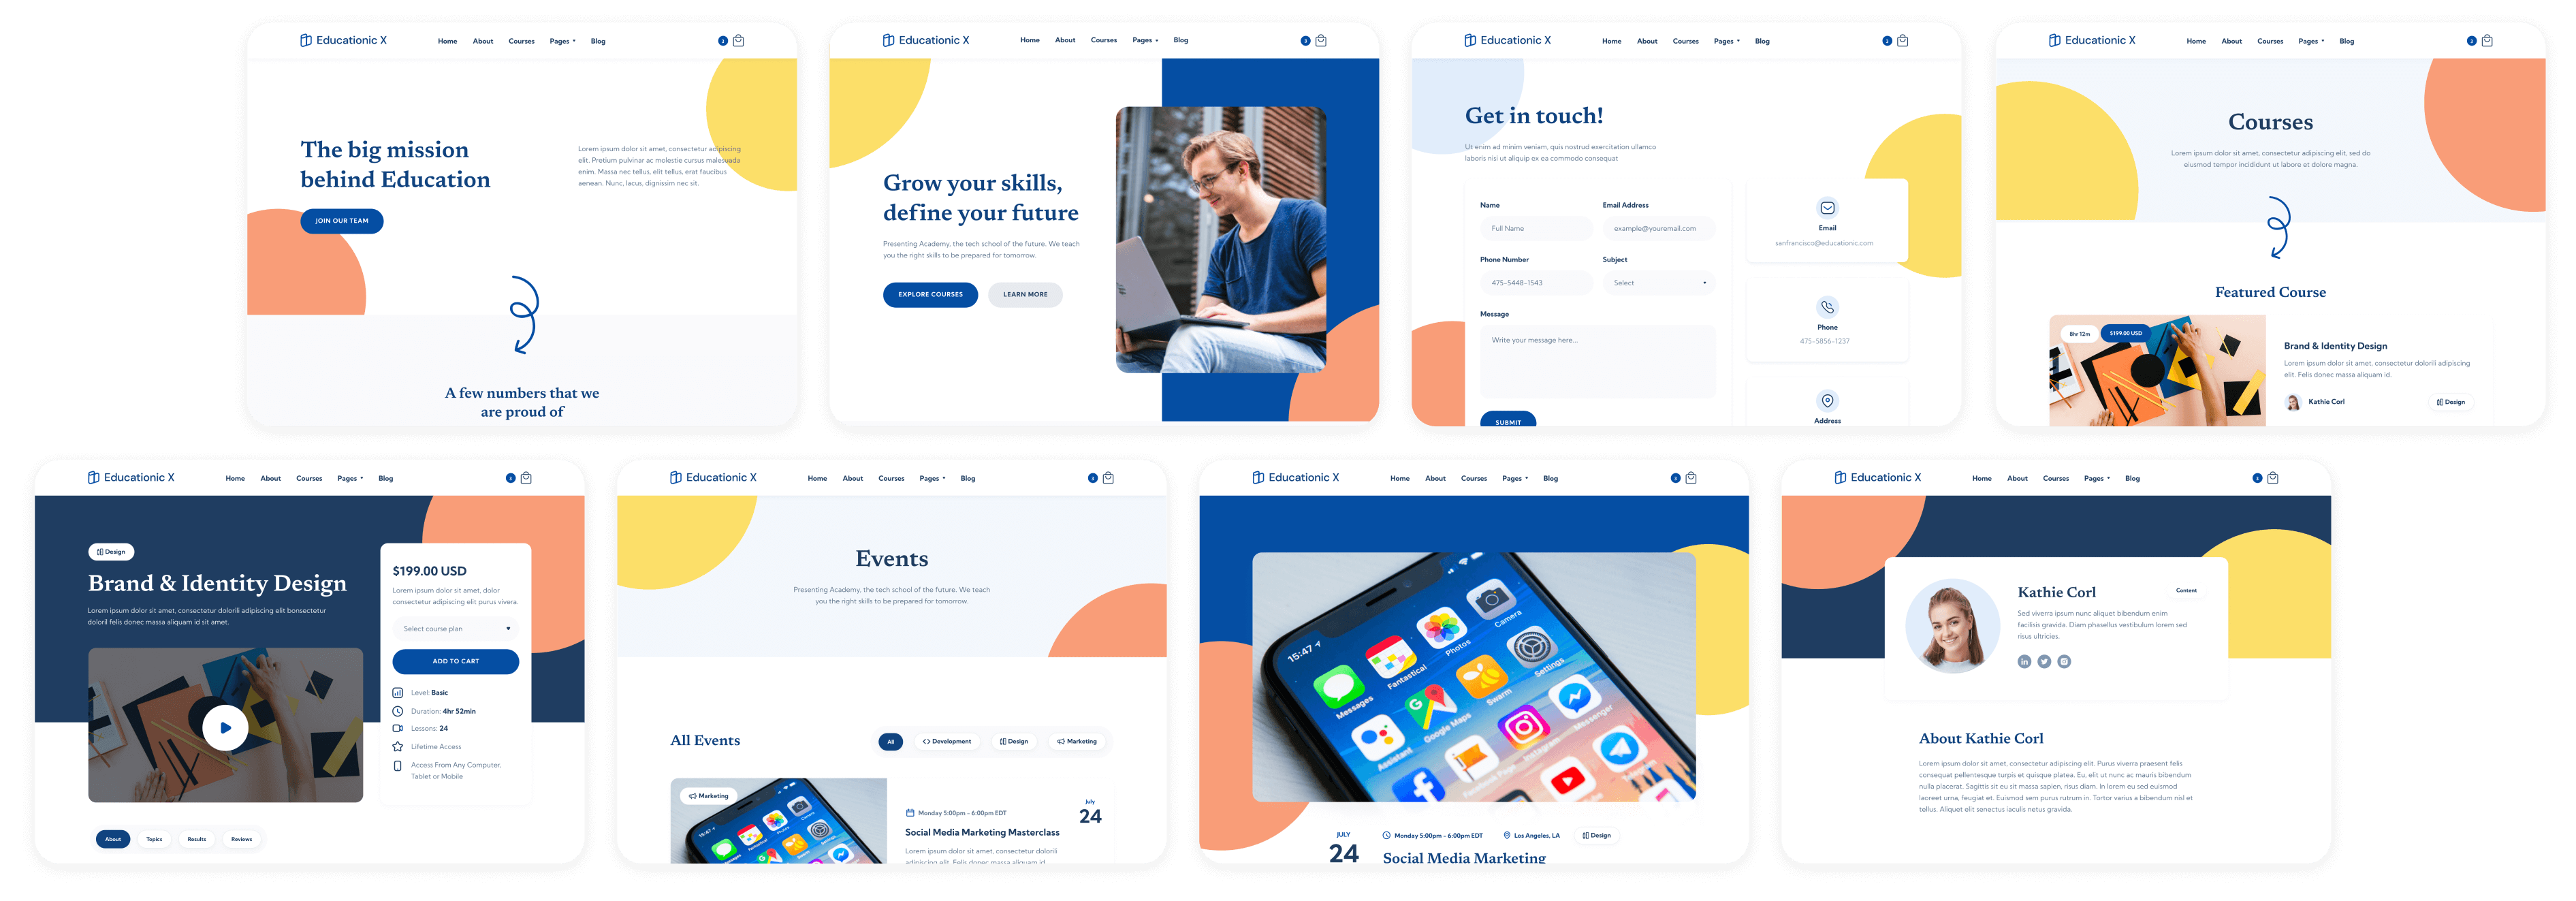 Educationic X
Home About Courses Pages Blog
The big mission
behind Education
JOIN OUR TEAM
Lorem ipsum dolor sit amet, consectetur adipiscing
elit. Pretium pulvinar ac molestie cursus malesuada
enim. Massa nec tellus, elit tellus, erat faucibus
aenean. Nunc, lacus, dignissim nec sit.
A few numbers that we
are proud of
Educationic X
Home About Courses Pages Blog
3
Grow your skills,
define your future
Presenting Academy, the tech school of the future. We teach
you the right skills to be prepared for tomorrow.
EXPLORE COURSES LEARN MORE
Educationic X
Home About Courses Pages Blog
Get in touch!
Ut enim ad minim veniam, quis nostrud exercitation ullamco
laboris nisi ut aliquip ex ea commodo consequat
Name Email Address
Full Name example@youremail.com
Phone Number Subject
475-5448-1543 Select
Message
Write your message here...
SUBMIT
Email
sanfrancisco@educationic.com
Phone
475-5856-1237
Address
Educationic X
Home About Courses Pages Blog
3
Courses
Lorem ipsum dolor sit amet, consectetur adipiscing elit, sed do
eiusmod tempor incididunt ut labore et dolore magna.
Featured Course
8hr 12m $199.00 USD
Brand & Identity Design
Lorem ipsum dolor sit amet, consectetur dolorili adipiscing
elit. Felis donec massa aliquam id.
Kathie Corl Design
Educationic X
Home About Courses Pages Blog
Design
Brand & Identity Design
Lorem ipsum dolor sit amet, consectetur dolorili adipiscing elit bonsectetur
doloril felis donec massa aliquam id sit amet.
$199.00 USD
Lorem ipsum dolor sit amet, dolor
consectetur adipiscing elit purus vivera.
Select course plan
ADD TO CART
Level: Basic
Duration: 4hr 52min
Lessons: 24
Lifetime Access
Access From Any Computer,
Tablet or Mobile
About Topics Results Reviews
Educationic X
Home About Courses Pages Blog
3
Events
Presenting Academy, the tech school of the future. We teach
you the right skills to be prepared for tomorrow.
All Events
All Development Design Marketing
Marketing
15:47
Monday 5:00pm - 6:00pm EDT
July
24
Social Media Marketing Masterclass
Lorem ipsum dolor sit amet, consectetur dolorili
adipiscing elit. Felis donec massa aliquam id.
Educationic X
Home About Courses Pages Blog
15:47
Messages Fantastical Photos Camera
Assistant Google Maps Swarm Settings
Facebook Page Instagram Messenger
Telegram
JULY
24
Monday 5:00pm - 6:00pm EDT Los Angeles, LA Design
Social Media Marketing
Educationic X
Home About Courses Pages Blog
Kathie Corl
Content
Sed viverra ipsum nunc aliquet bibendum enim
facilisis gravida. Diam phasellus vestibulum lorem sed
risus ultricies.
About Kathie Corl
Lorem ipsum dolor sit amet, consectetur adipiscing elit. Purus viverra praesent felis
consequat pellentesque turpis et quisque platea. Eu, elit ut nunc ac mauris bibendum
nulla placerat. Sagittis sit eu sit massa sapien, risus diam. In lorem eu sed euismod
laoreet urna, feugiat et. Euismod sem purus rutrum in. Tortor varius a bibendum nisl et
tellus. Aliquet elit senectus iaculis netus gravida.